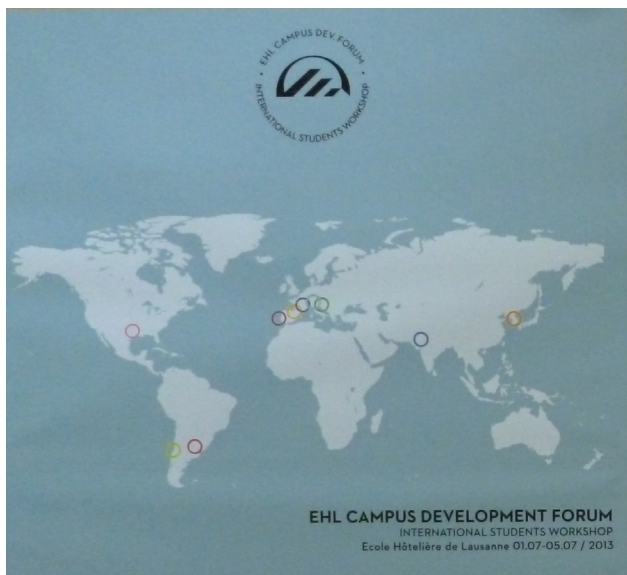 • EHL CAMPUS DEV. FORUM •
INTERNATIONAL STUDENTS WORKSHOP
EHL CAMPUS DEVELOPMENT FORUM
INTERNATIONAL STUDENTS WORKSHOP
Ecole Hôtelière de Lausanne 01.07-05.07 / 2013